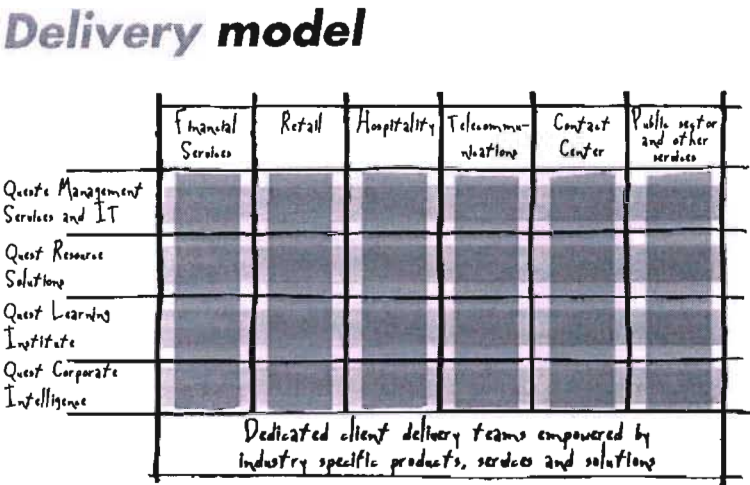 Delivery model
Financial
Services
Retail
Hospitality
Telecommu-
nications
Contact
Center
Public sector
and other
services
Queste Management
Services and IT
Quest Resource
Solutions
Quest Learning
Institute
Quest Corporate
Intelligence
Dedicated client delivery teams empowered by
industry specific products, services and solutions